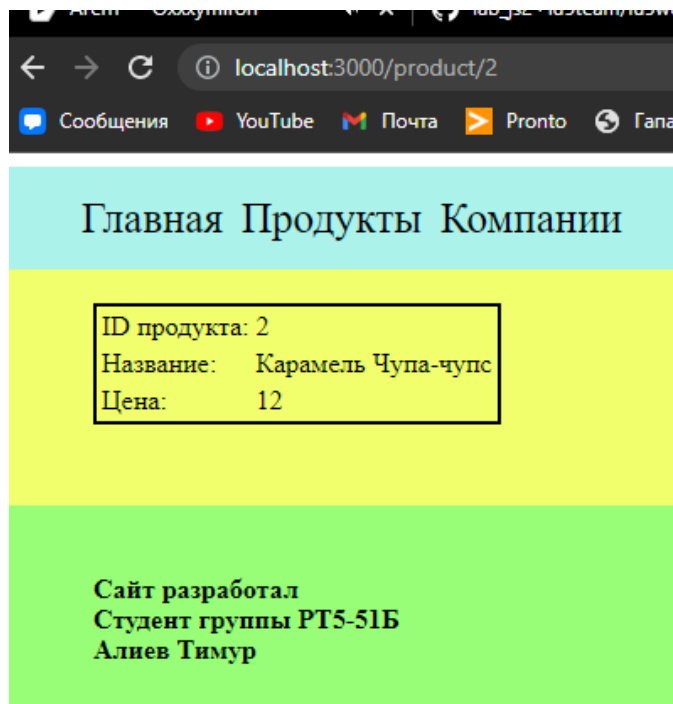 localhost:3000/product/2
Сообщения YouTube Почта Pronto
Главная Продукты Компании
ID продукта: 2
Название: Карамель Чупа-чупс
Цена: 12
Сайт разработал
Студент группы РТ5-51Б
Алиев Тимур